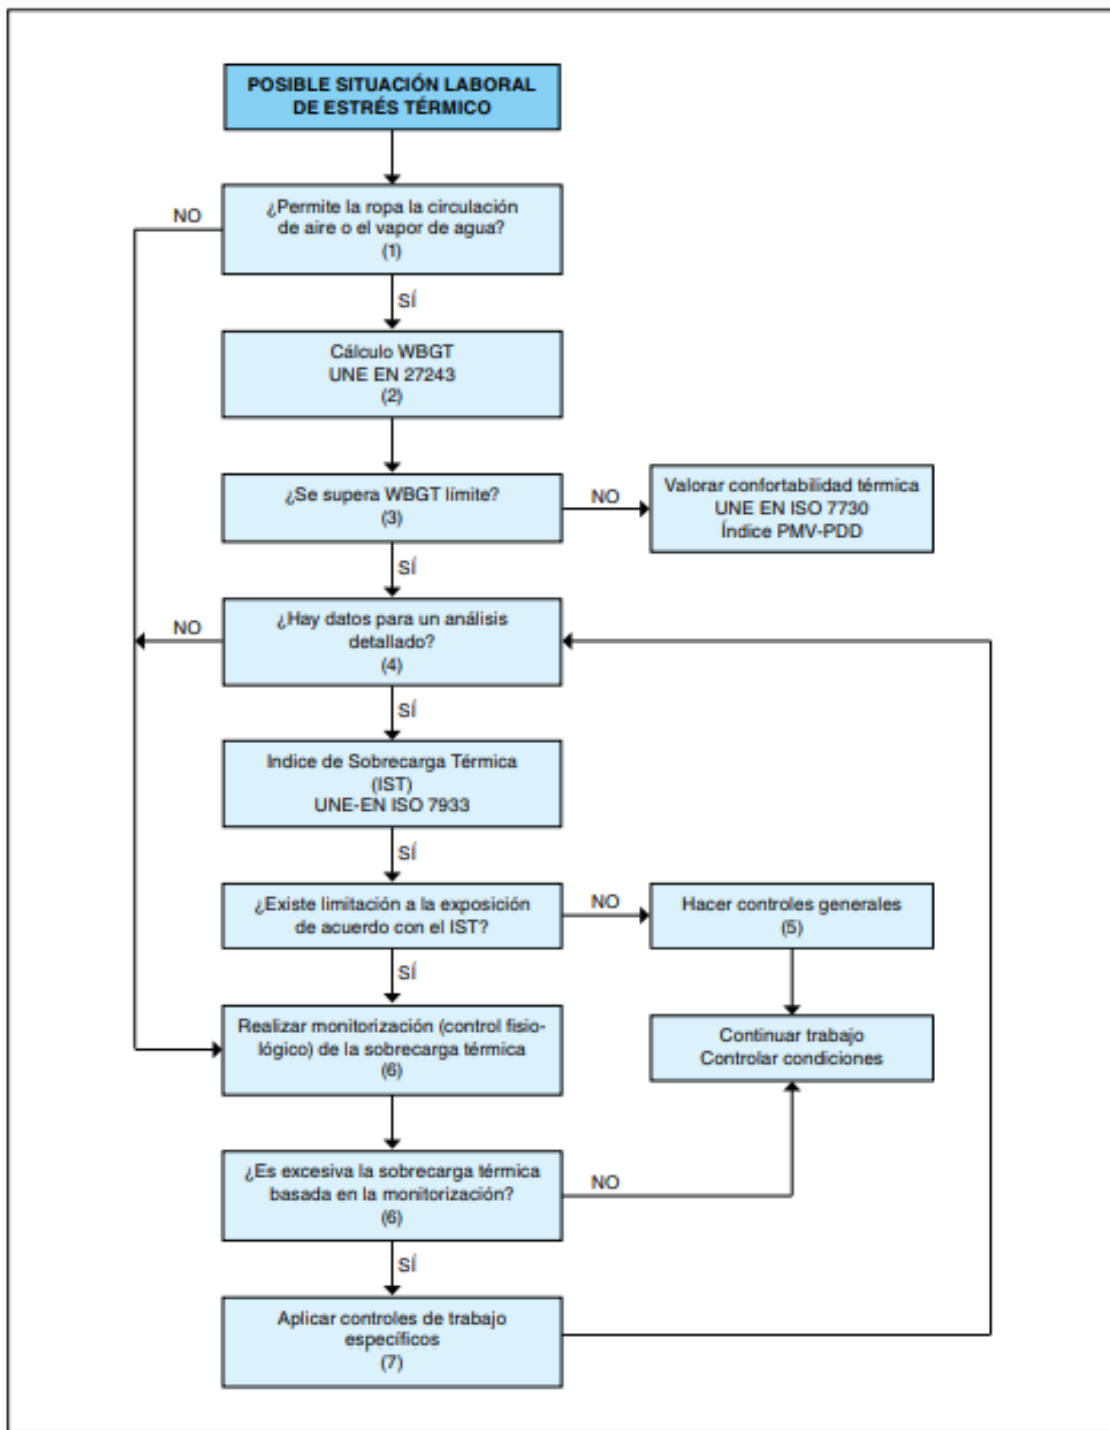 POSIBLE SITUACIÓN LABORAL
DE ESTRÉS TÉRMICO
¿Permite la ropa la circulación
de aire o el vapor de agua?
(1)
NO
SÍ
Cálculo WBGT
UNE EN 27243
(2)
¿Se supera WBGT límite?
(3)
NO
Valorar confortabilidad térmica
UNE EN ISO 7730
Índice PMV-PDD
SÍ
¿Hay datos para un análisis
detallado?
(4)
NO
SÍ
Indice de Sobrecarga Térmica
(IST)
UNE-EN ISO 7933
SÍ
¿Existe limitación a la exposición
de acuerdo con el IST?
NO
Hacer controles generales
(5)
SÍ
Realizar monitorización (control fisio-
lógico) de la sobrecarga térmica
(6)
Continuar trabajo
Controlar condiciones
¿Es excesiva la sobrecarga térmica
basada en la monitorización?
(6)
NO
SÍ
Aplicar controles de trabajo
específicos
(7)